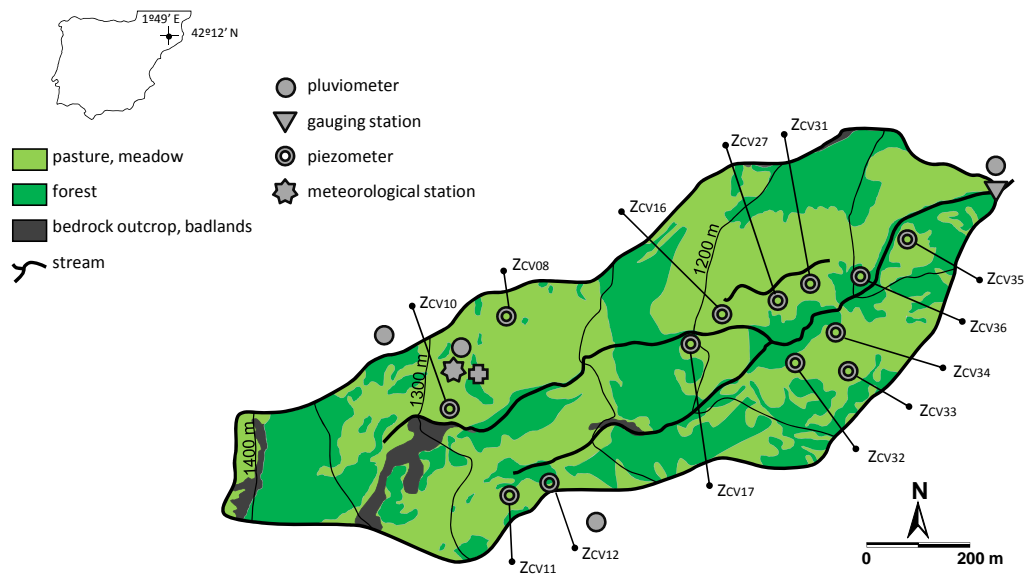 1º49' E
42º12' N
pluviometer
gauging station
piezometer
meteorological station
pasture, meadow
forest
bedrock outcrop, badlands
stream
ZCV31
ZCV27
ZCV16
ZCV08
ZCV10
ZCV35
ZCV36
ZCV34
ZCV33
ZCV32
ZCV17
ZCV12
ZCV11
1200 m
1300 m
1400 m
N
0 200 m